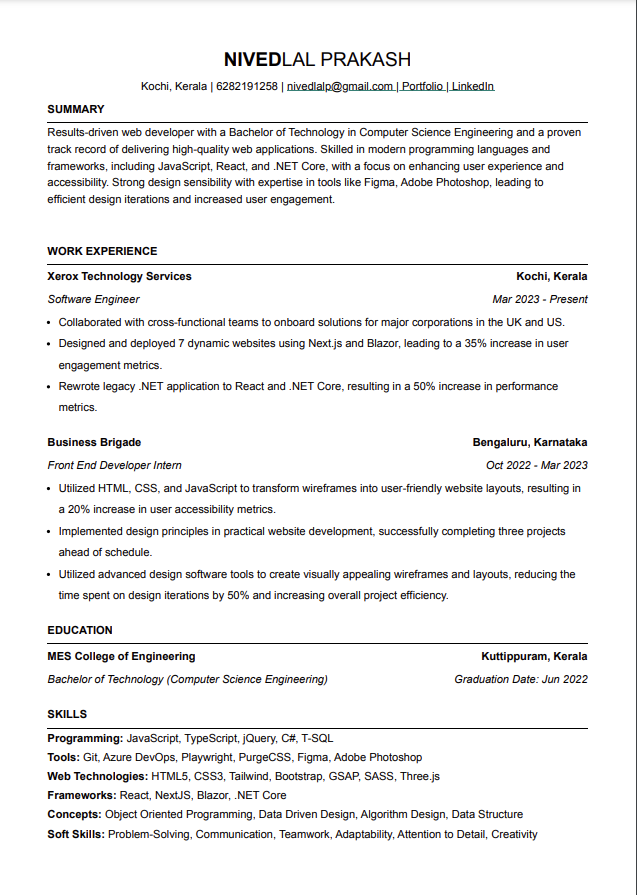 NIVEDLAL PRAKASH
Kochi, Kerala | 6282191258 | nivedlalp@gmail.com | Portfolio | LinkedIn
SUMMARY
Results-driven web developer with a Bachelor of Technology in Computer Science Engineering and a proven
track record of delivering high-quality web applications. Skilled in modern programming languages and
frameworks, including JavaScript, React, and .NET Core, with a focus on enhancing user experience and
accessibility. Strong design sensibility with expertise in tools like Figma, Adobe Photoshop, leading to
efficient design iterations and increased user engagement.
WORK EXPERIENCE
Xerox Technology Services Kochi, Kerala
Software Engineer Mar 2023 - Present
• Collaborated with cross-functional teams to onboard solutions for major corporations in the UK and US.
• Designed and deployed 7 dynamic websites using Next.js and Blazor, leading to a 35% increase in user
engagement metrics.
• Rewrote legacy .NET application to React and .NET Core, resulting in a 50% increase in performance
metrics.
Business Brigade Bengaluru, Karnataka
Front End Developer Intern Oct 2022 - Mar 2023
• Utilized HTML, CSS, and JavaScript to transform wireframes into user-friendly website layouts, resulting in
a 20% increase in user accessibility metrics.
• Implemented design principles in practical website development, successfully completing three projects
ahead of schedule.
• Utilized advanced design software tools to create visually appealing wireframes and layouts, reducing the
time spent on design iterations by 50% and increasing overall project efficiency.
EDUCATION
MES College of Engineering Kuttippuram, Kerala
Bachelor of Technology (Computer Science Engineering) Graduation Date: Jun 2022
SKILLS
Programming: JavaScript, TypeScript, jQuery, C#, T-SQL
Tools: Git, Azure DevOps, Playwright, PurgeCSS, Figma, Adobe Photoshop
Web Technologies: HTML5, CSS3, Tailwind, Bootstrap, GSAP, SASS, Three.js
Frameworks: React, NextJS, Blazor, .NET Core
Concepts: Object Oriented Programming, Data Driven Design, Algorithm Design, Data Structure
Soft Skills: Problem-Solving, Communication, Teamwork, Adaptability, Attention to Detail, Creativity